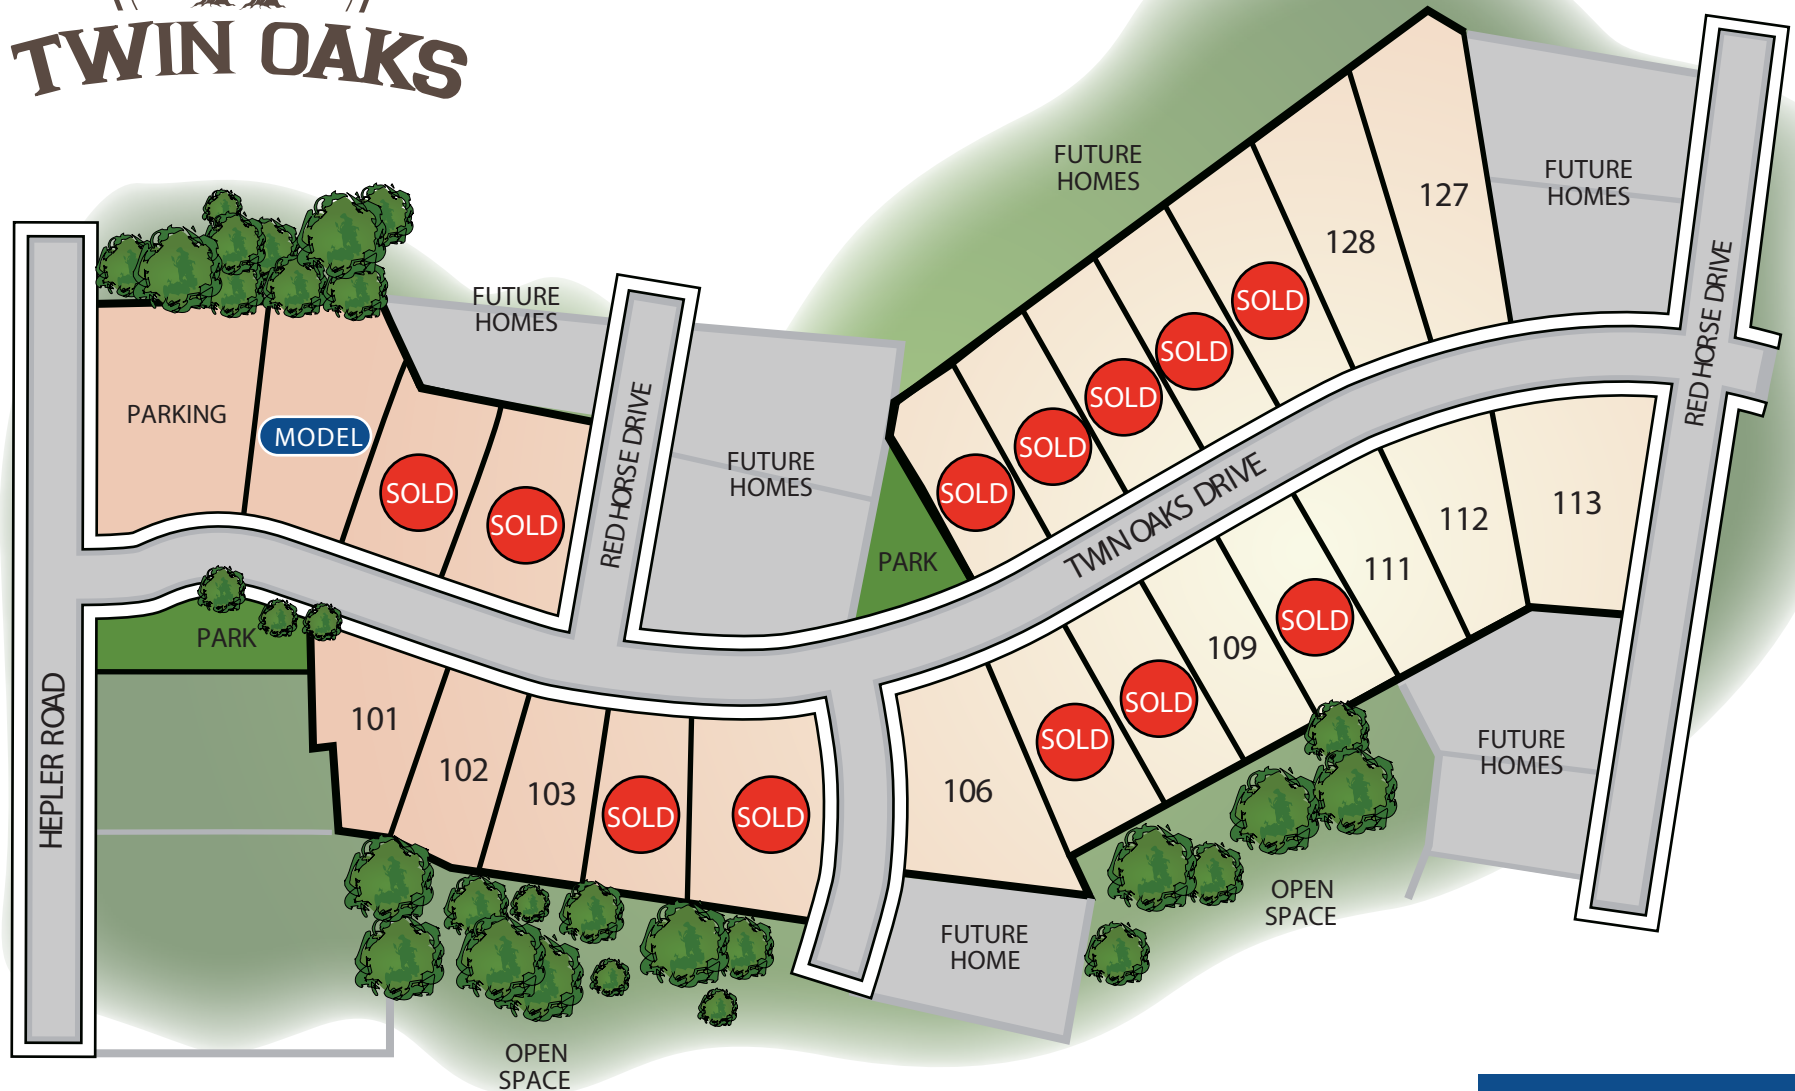 TWIN OAKS
FUTURE
HOMES
127
FUTURE
HOMES
128
RED HORSE DRIVE
SOLD
SOLD
SOLD
SOLD
SOLD
FUTURE
HOMES
PARKING
MODEL
SOLD
SOLD
RED HORSE DRIVE
FUTURE
HOMES
PARK
TWIN OAKS DRIVE
113
112
111
SOLD
109
SOLD
SOLD
106
PARK
HEPLER ROAD
101
102
103
SOLD
SOLD
FUTURE
HOMES
OPEN
SPACE
FUTURE
HOME
OPEN
SPACE